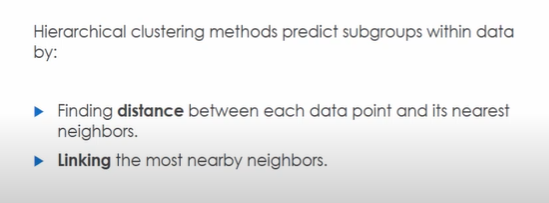 Hierarchical clustering methods predict subgroups within data
by:
Finding distance between each data point and its nearest
neighbors.
Linking the most nearby neighbors.